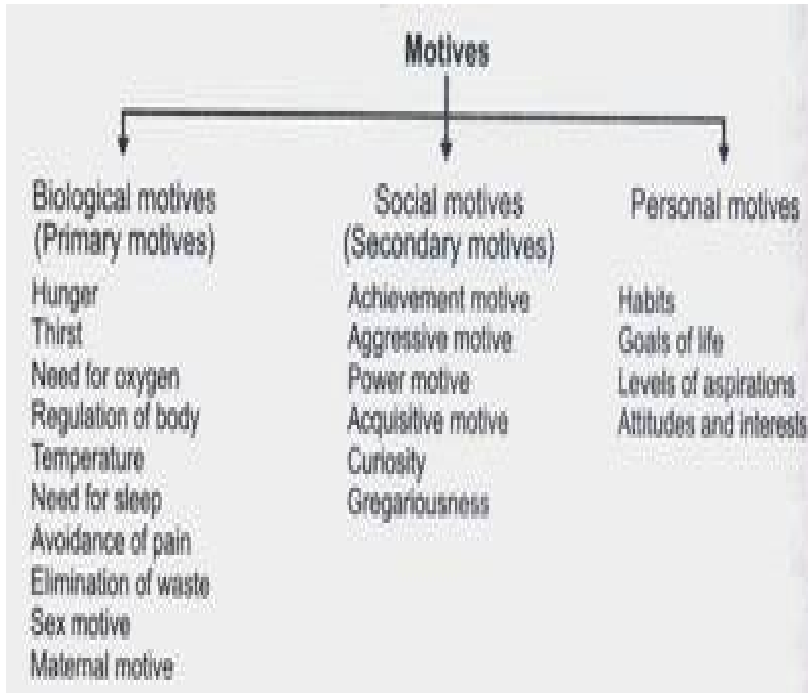 Motives
Biological motives
(Primary motives)
Hunger
Thirst
Need for oxygen
Regulation of body
Temperature
Need for sleep
Avoidance of pain
Elimination of waste
Sex motive
Maternal motive
Social motives
(Secondary motives)
Achievement motive
Aggressive motive
Power motive
Acquisitive motive
Curiosity
Gregariousness
Personal motives
Habits
Goals of life
Levels of aspirations
Attitudes and interests